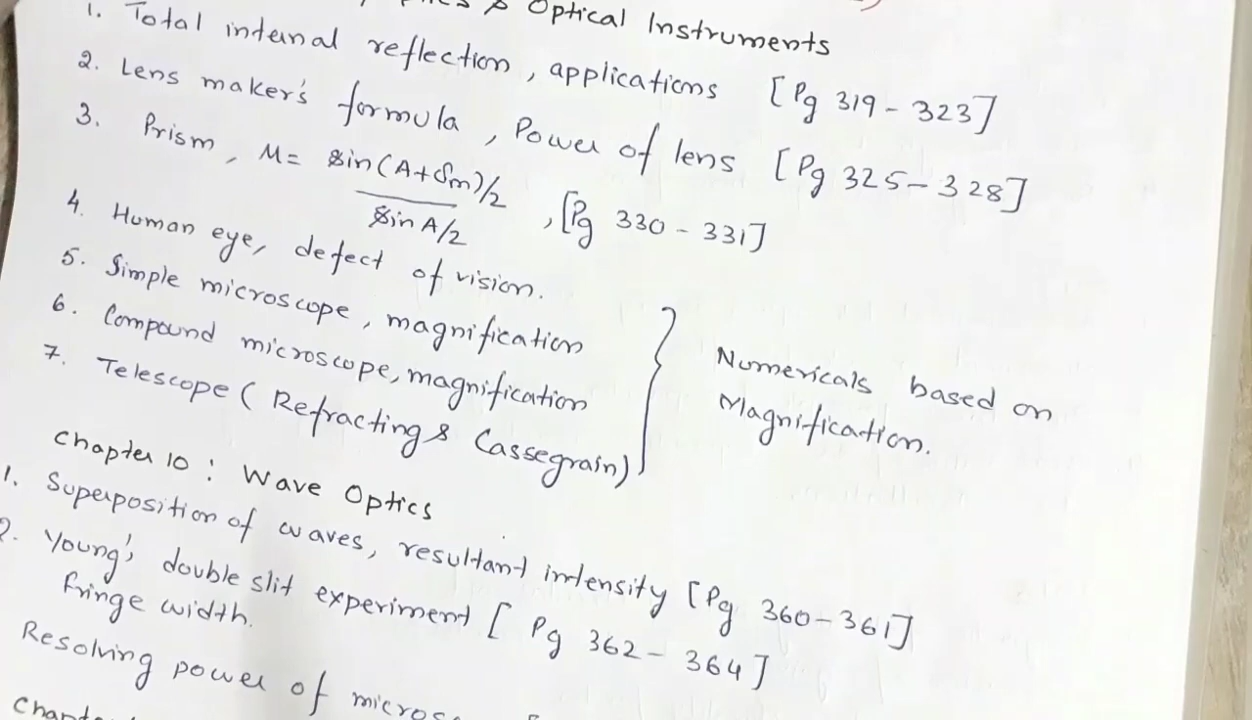 & Optical Instruments
1. Total internal reflection, applications [Pg 319 - 323]
2. Lens maker's formula, Power of lens [Pg 325 - 328]
3. Prism, M = sin(A+δm)/2 / sin A/2, [Pg 330 - 331]
4. Human eye, defect of vision.
5. Simple microscope, magnification
6. Compound microscope, magnification
7. Telescope (Refracting & Cassegrain)
Numericals based on
Magnification.
Chapter 10: Wave Optics
1. Superposition of waves, resultant intensity [Pg 360 - 361]
2. Young's double slit experiment [Pg 362 - 364]
fringe width.
Resolving power of